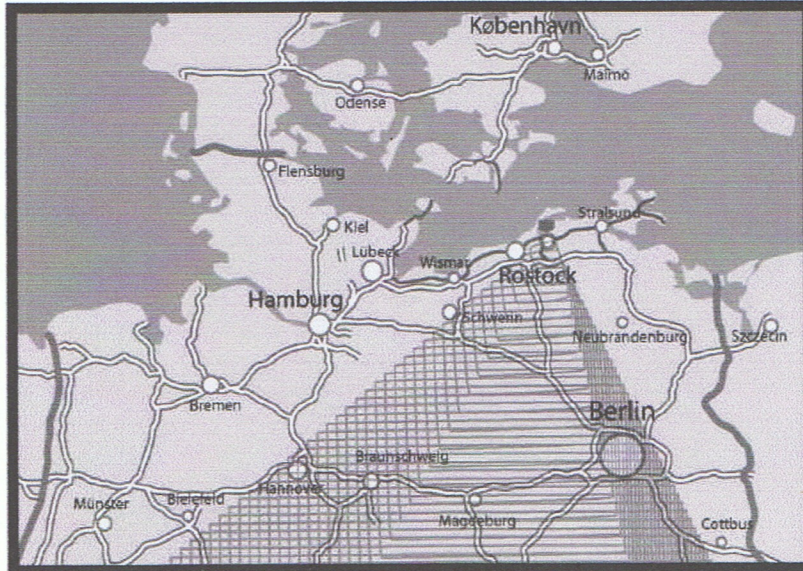 København
Malmö
Odense
Flensburg
Stralsund
Kiel
Lübeck
Wismar
Rostock
Hamburg
Schwerin
Neubrandenburg
Szczecin
Bremen
Berlin
Braunschweig
Hannover
Münster
Bielefeld
Magdeburg
Cottbus